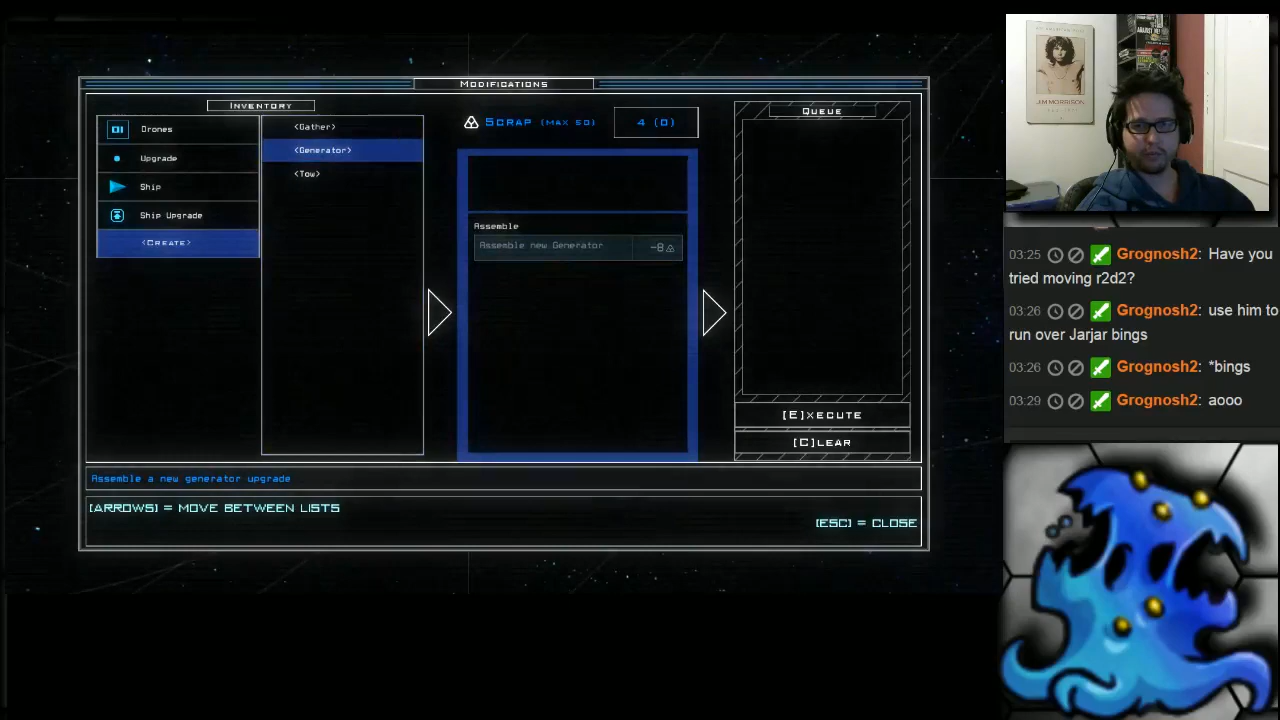 Modifications
Inventory
Drones
Upgrade
Ship
Ship Upgrade
<Create>
<Gather>
<Generator>
<Tow>
Scrap (max 50)
4 (0)
Assemble
Assemble new Generator
-8
Queue
[E]xecute
[C]lear
Assemble a new generator upgrade
[Arrows] = Move between lists
[Esc] = Close
JIM MORRISON
03:25 Grognosh2: Have you
tried moving r2d2?
03:26 Grognosh2: use him to
run over Jarjar bings
03:26 Grognosh2: *bings
03:29 Grognosh2: aooo